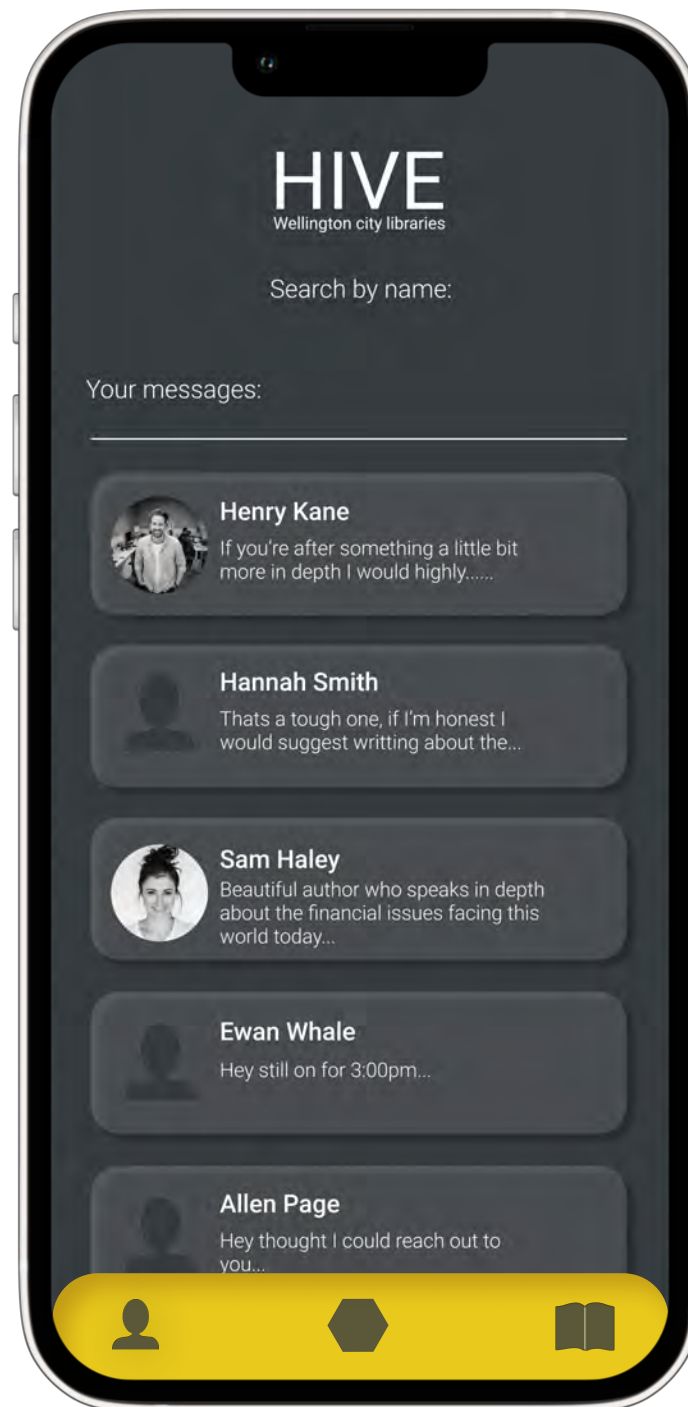 HIVE
Wellington city libraries
Search by name:
Your messages:
Henry Kane
If you're after something a little bit
more in depth I would highly......
Hannah Smith
Thats a tough one, if I'm honest I
would suggest writting about the...
Sam Haley
Beautiful author who speaks in depth
about the financial issues facing this
world today...
Ewan Whale
Hey still on for 3:00pm...
Allen Page
Hey thought I could reach out to
you...